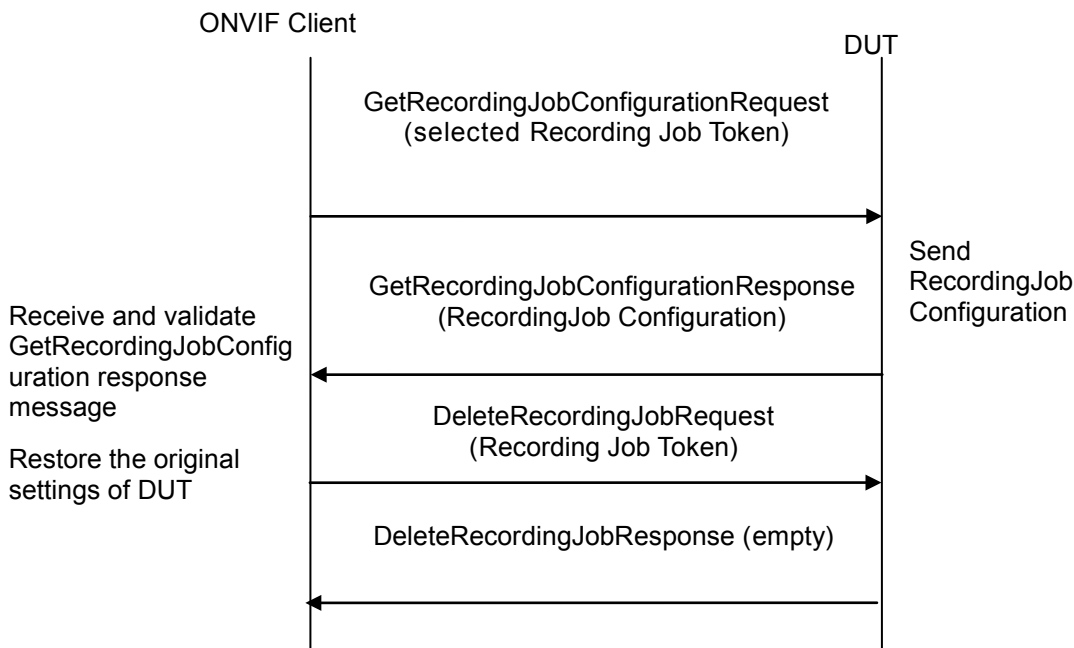 ONVIF Client
DUT
GetRecordingJobConfigurationRequest
(selected Recording Job Token)
Send
RecordingJob
Configuration
GetRecordingJobConfigurationResponse
(RecordingJob Configuration)
Receive and validate
GetRecordingJobConfig
uration response
message
DeleteRecordingJobRequest
(Recording Job Token)
Restore the original
settings of DUT
DeleteRecordingJobResponse (empty)